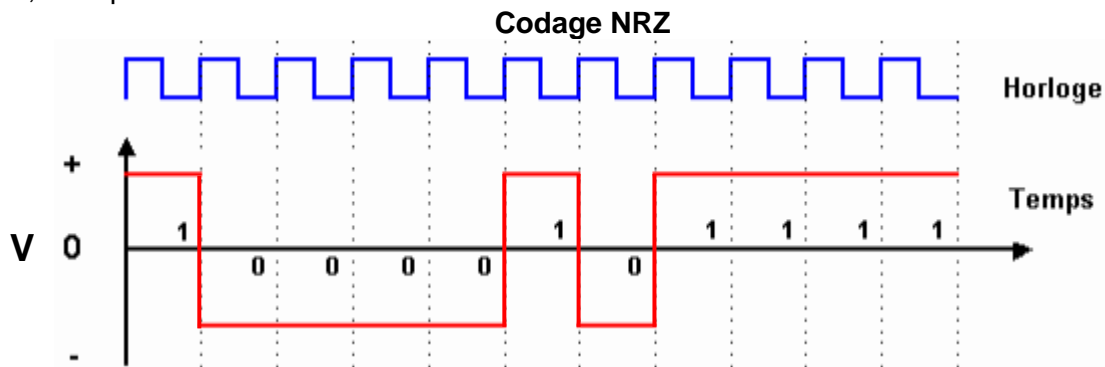 Codage NRZ
Horloge
+
Temps
1 1 1 1 1 1
V 0
0 0 0 0 0
-